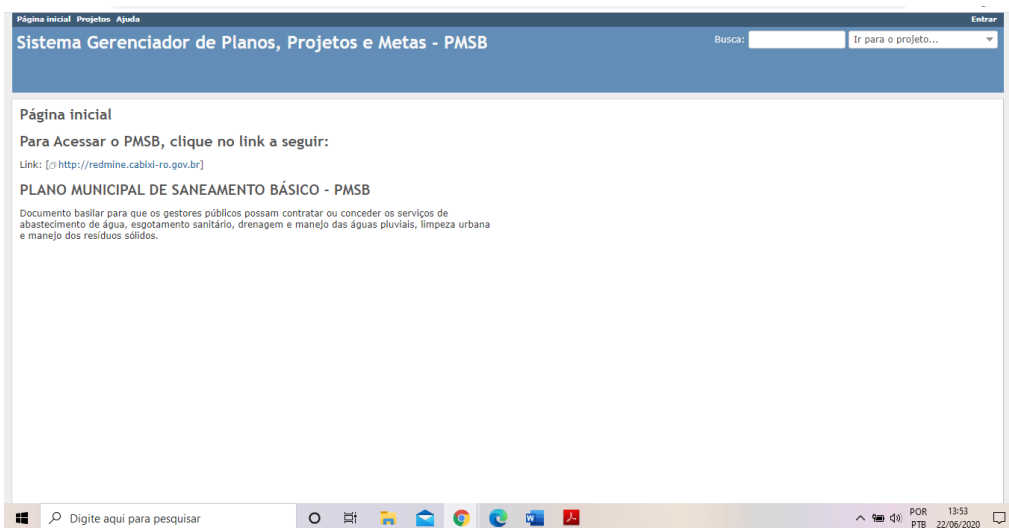 Página inicial Projetos Ajuda Entrar
Sistema Gerenciador de Planos, Projetos e Metas - PMSB Busca: Ir para o projeto...
Página inicial
Para Acessar o PMSB, clique no link a seguir:
Link: [http://redmine.cabixi-ro.gov.br]
PLANO MUNICIPAL DE SANEAMENTO BÁSICO - PMSB
Documento basilar para que os gestores públicos possam contratar ou conceder os serviços de
abastecimento de água, esgotamento sanitário, drenagem e manejo das águas pluviais, limpeza urbana
e manejo dos resíduos sólidos.
Digite aqui para pesquisar
POR 13:53
PTB 22/06/2020